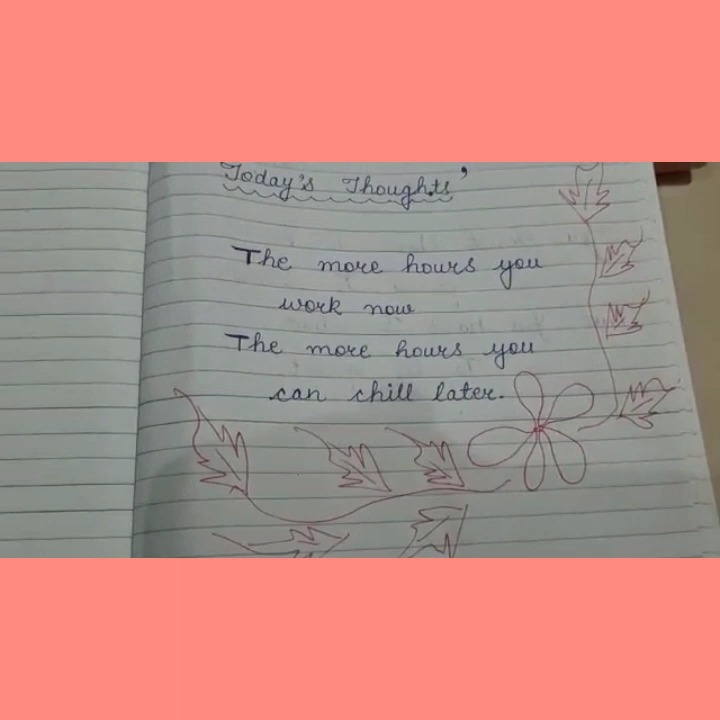 Today's Thoughts'
The more hours you
work now
The more hours you
can chill later.